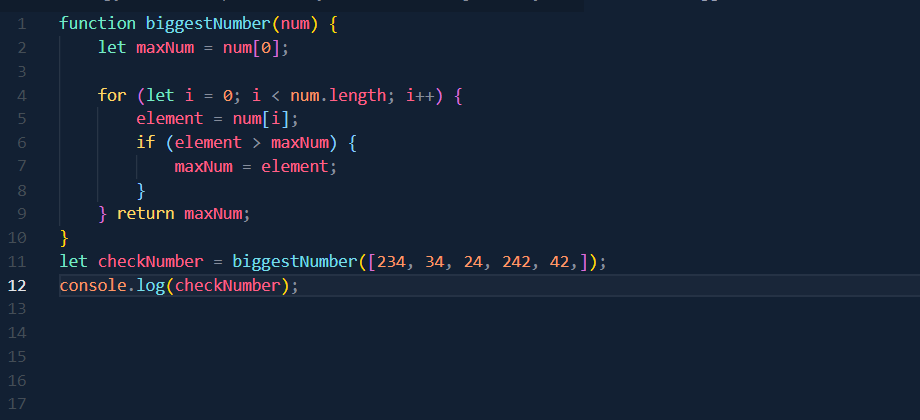 1 function biggestNumber(num) {
2 let maxNum = num[0];
3
4 for (let i = 0; i < num.length; i++) {
5 element = num[i];
6 if (element > maxNum) {
7 maxNum = element;
8 }
9 } return maxNum;
10 }
11 let checkNumber = biggestNumber([234, 34, 24, 242, 42,]);
12 console.log(checkNumber);
13
14
15
16
17